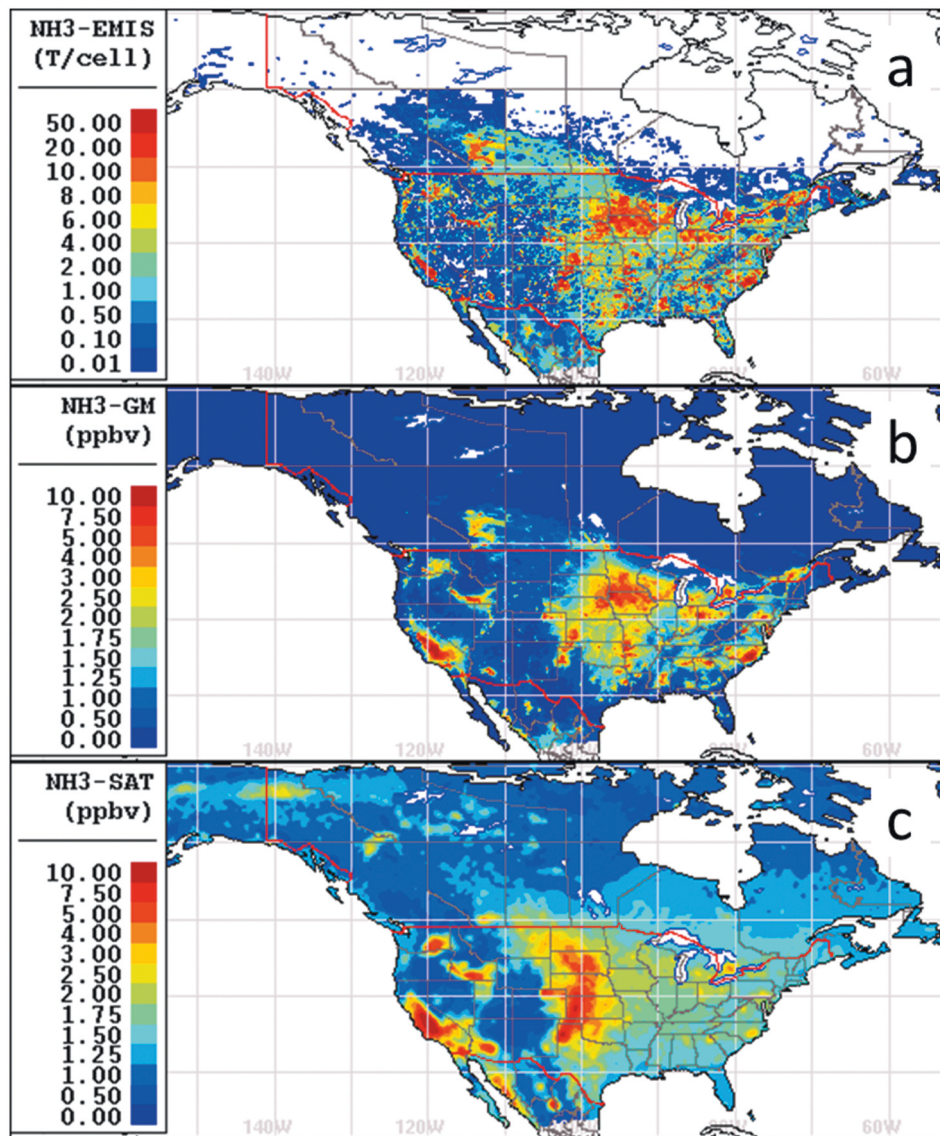 NH3-EMIS
(T/cell)
a
50.00
20.00
10.00
8.00
6.00
4.00
2.00
1.00
0.50
0.10
0.01
140W
120W
60W
NH3-GM
(ppbv)
b
10.00
7.50
5.00
4.00
3.00
2.50
2.00
1.75
1.50
1.25
1.00
0.50
0.00
140W
120W
60W
NH3-SAT
(ppbv)
c
10.00
7.50
5.00
4.00
3.00
2.50
2.00
1.75
1.50
1.25
1.00
0.50
0.00
140W
120W
60W